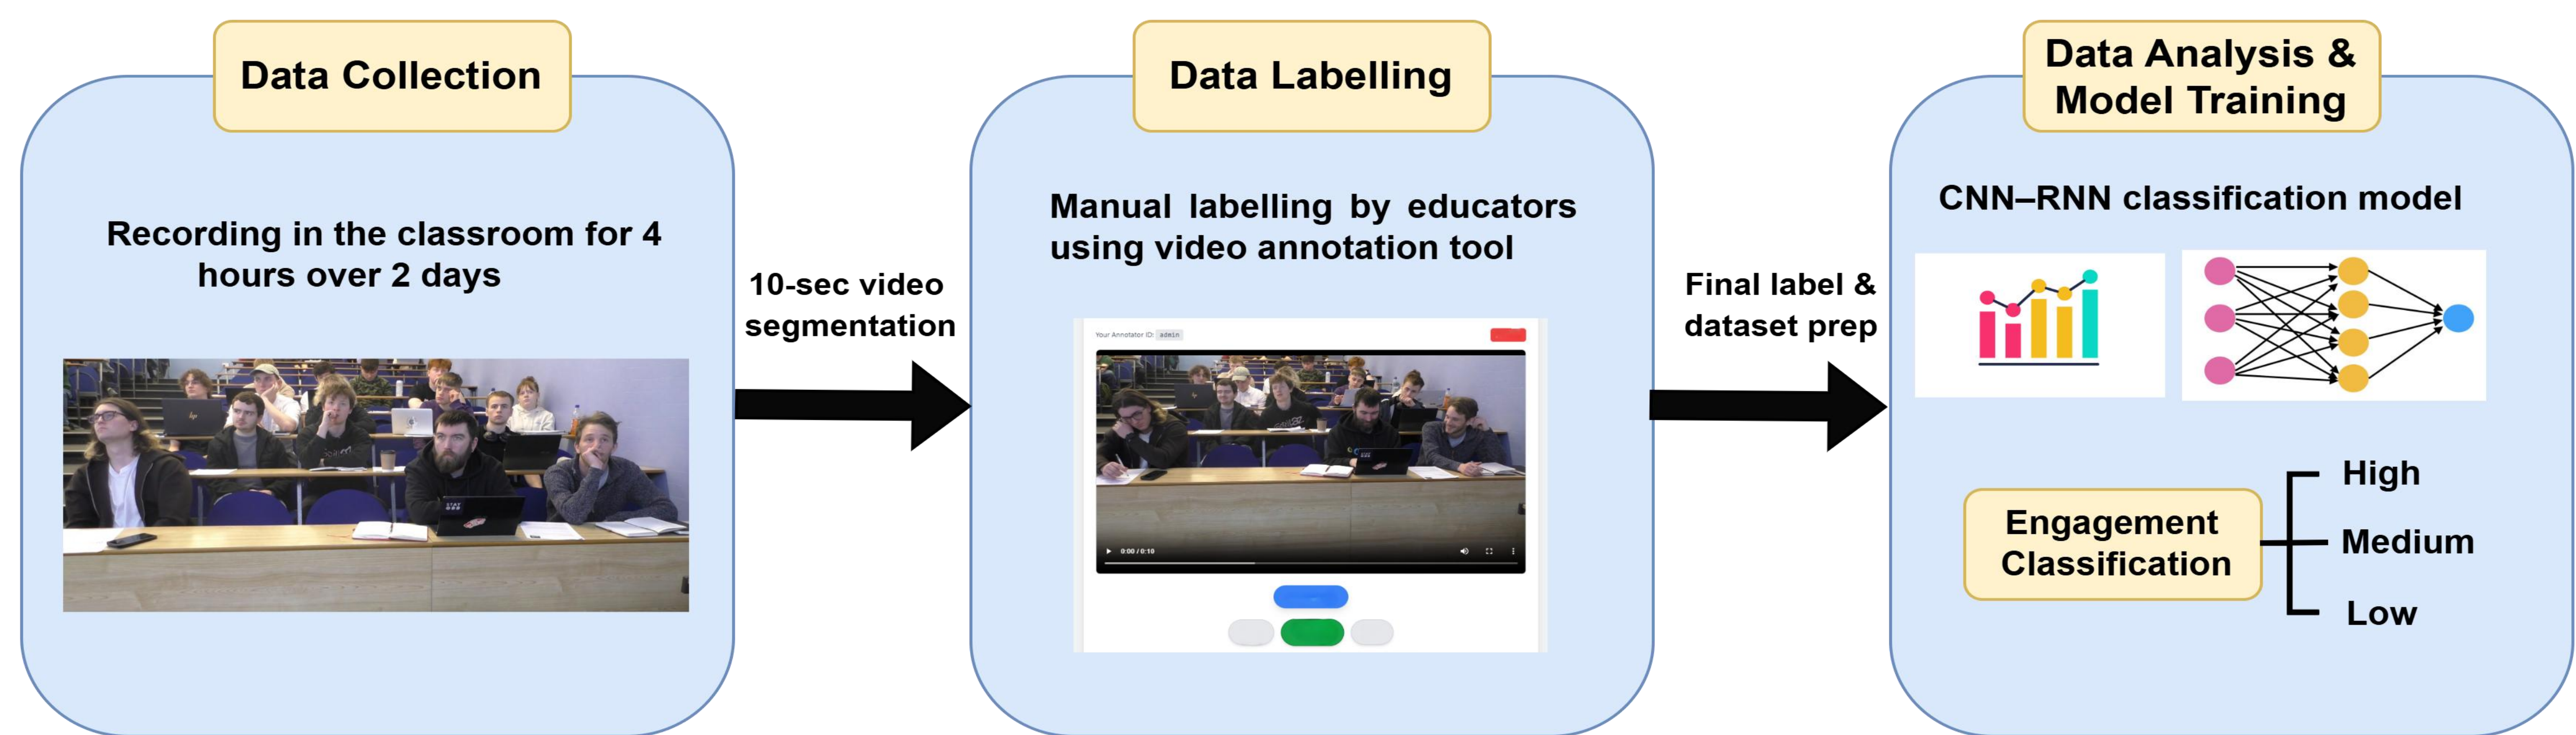 Data Collection
Recording in the classroom for 4
hours over 2 days
10-sec video
segmentation
Data Labelling
Manual labelling by educators
using video annotation tool
Your Annotator ID: admin
0:00 / 0:10
Final label &
dataset prep
Data Analysis &
Model Training
CNN–RNN classification model
Engagement
Classification
High
Medium
Low